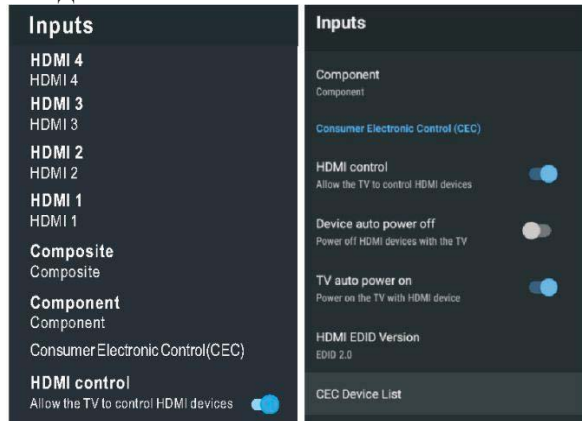 Inputs
HDMI 4
HDMI 4
HDMI 3
HDMI 3
HDMI 2
HDMI 2
HDMI 1
HDMI 1
Composite
Composite
Component
Component
Consumer Electronic Control(CEC)
HDMI control
Allow the TV to control HDMI devices
Inputs
Component
Component
Consumer Electronic Control (CEC)
HDMI control
Allow the TV to control HDMI devices
Device auto power off
Power off HDMI devices with the TV
TV auto power on
Power on the TV with HDMI device
HDMI EDID Version
EDID 2.0
CEC Device List